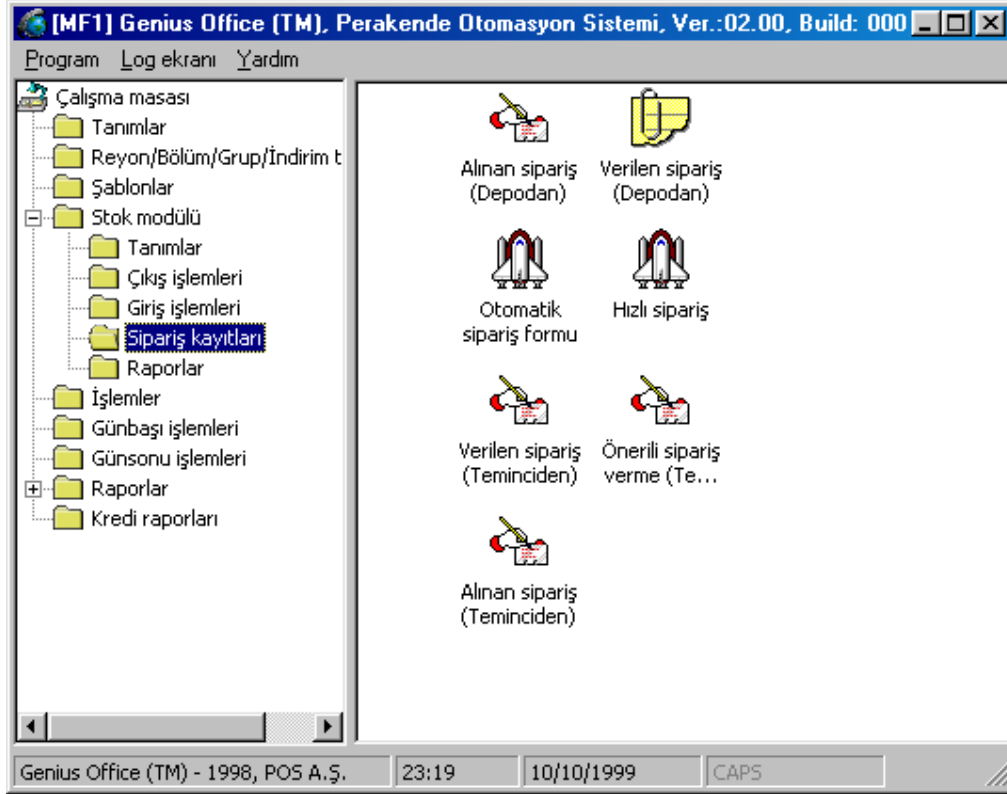 [MF1] Genius Office (TM), Perakende Otomasyon Sistemi, Ver.:02.00, Build: 000
Program Log ekranı Yardım
Çalışma masası
Tanımlar
Reyon/Bölüm/Grup/İndirim t
Şablonlar
Stok modülü
Tanımlar
Çıkış işlemleri
Giriş işlemleri
Sipariş kayıtları
Raporlar
İşlemler
Günbaşı işlemleri
Günsonu işlemleri
Raporlar
Kredi raporları
Alınan sipariş
(Depodan)
Verilen sipariş
(Depodan)
Otomatik
sipariş formu
Hızlı sipariş
Verilen sipariş
(Teminciden)
Önerili sipariş
verme (Te...
Alınan sipariş
(Teminciden)
Genius Office (TM) - 1998, POS A.Ş. 23:19 10/10/1999 CAPS